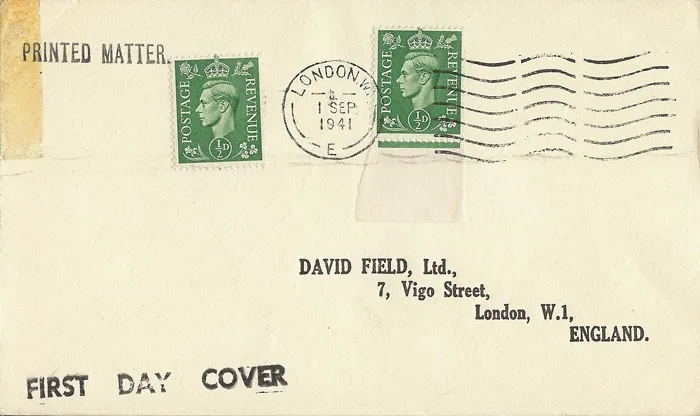 PRINTED MATTER.
POSTAGE REVENUE
½D
LONDON.W.
1 SEP
1941
E
POSTAGE REVENUE
½D
DAVID FIELD, Ltd.,
7, Vigo Street,
London, W.1,
ENGLAND.
FIRST DAY COVER